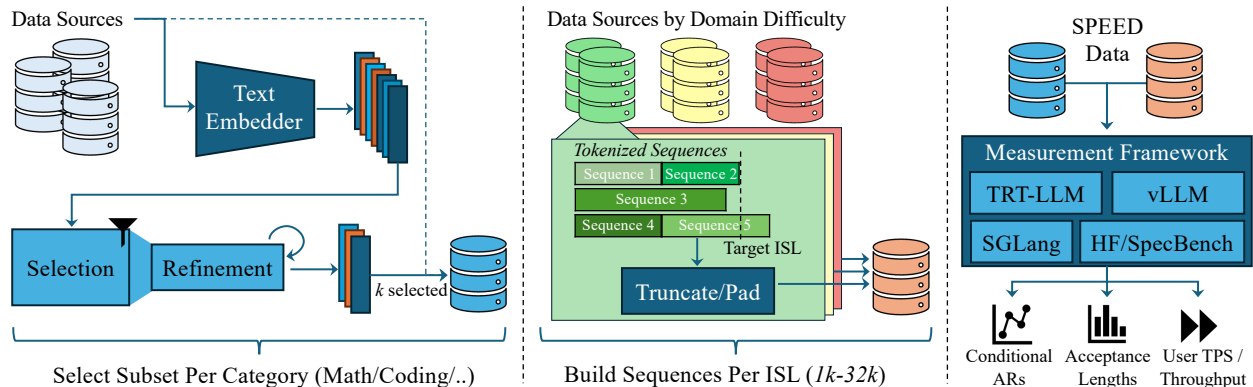 Data Sources
Text
Embedder
Selection
Refinement
k selected
Select Subset Per Category (Math/Coding/..)
Data Sources by Domain Difficulty
Tokenized Sequences
Sequence 1
Sequence 2
Sequence 3
Sequence 4
Sequence 5
Target ISL
Truncate/Pad
Build Sequences Per ISL (1k-32k)
SPEED
Data
Measurement Framework
TRT-LLM
vLLM
SGLang
HF/SpecBench
Conditional
ARs
Acceptance
Lengths
User TPS /
Throughput